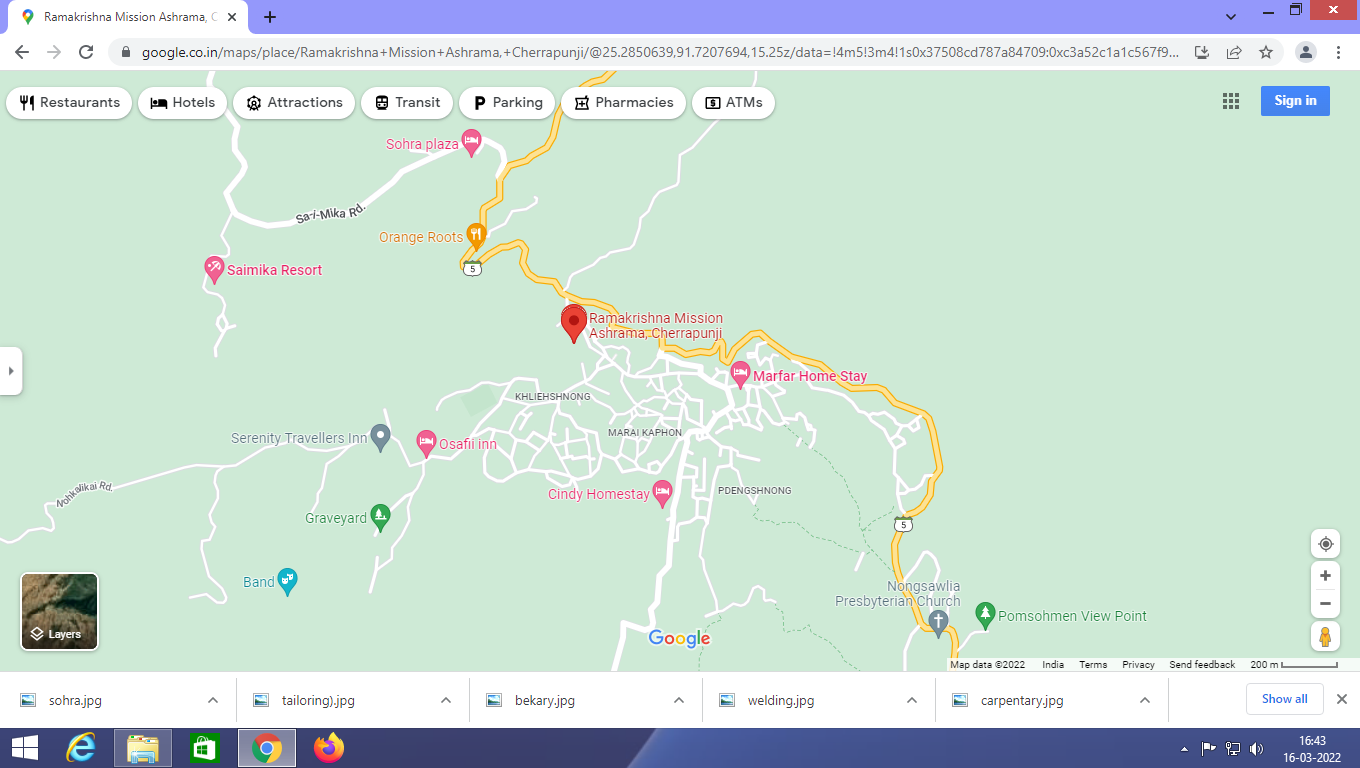 Ramakrishna Mission Ashrama, C
google.co.in/maps/place/Ramakrishna+Mission+Ashrama,+Cherrapunji/@25.2850639,91.7207694,15.25z/data=!4m5!3m4!1s0x37508cd787a84709:0xc3a52c1a1c567f9...
Restaurants
Hotels
Attractions
Transit
Parking
Pharmacies
ATMs
Sign in
Sohra plaza
Sa-i-Mika Rd.
Orange Roots
5
Saimika Resort
Ramakrishna Mission
Ashrama, Cherrapunji
Marfar Home Stay
KHLIEHSHNONG
MARAI KAPHON
Serenity Travellers Inn
Osafii inn
Nohkalikai Rd.
Cindy Homestay
PDENGSHNONG
Graveyard
5
Band
Nongsawlia
Presbyterian Church
Pomsohmen View Point
Layers
Google
Map data ©2022
India
Terms
Privacy
Send feedback
200 m
sohra.jpg
tailoring).jpg
bekary.jpg
welding.jpg
carpentary.jpg
Show all
16:43
16-03-2022